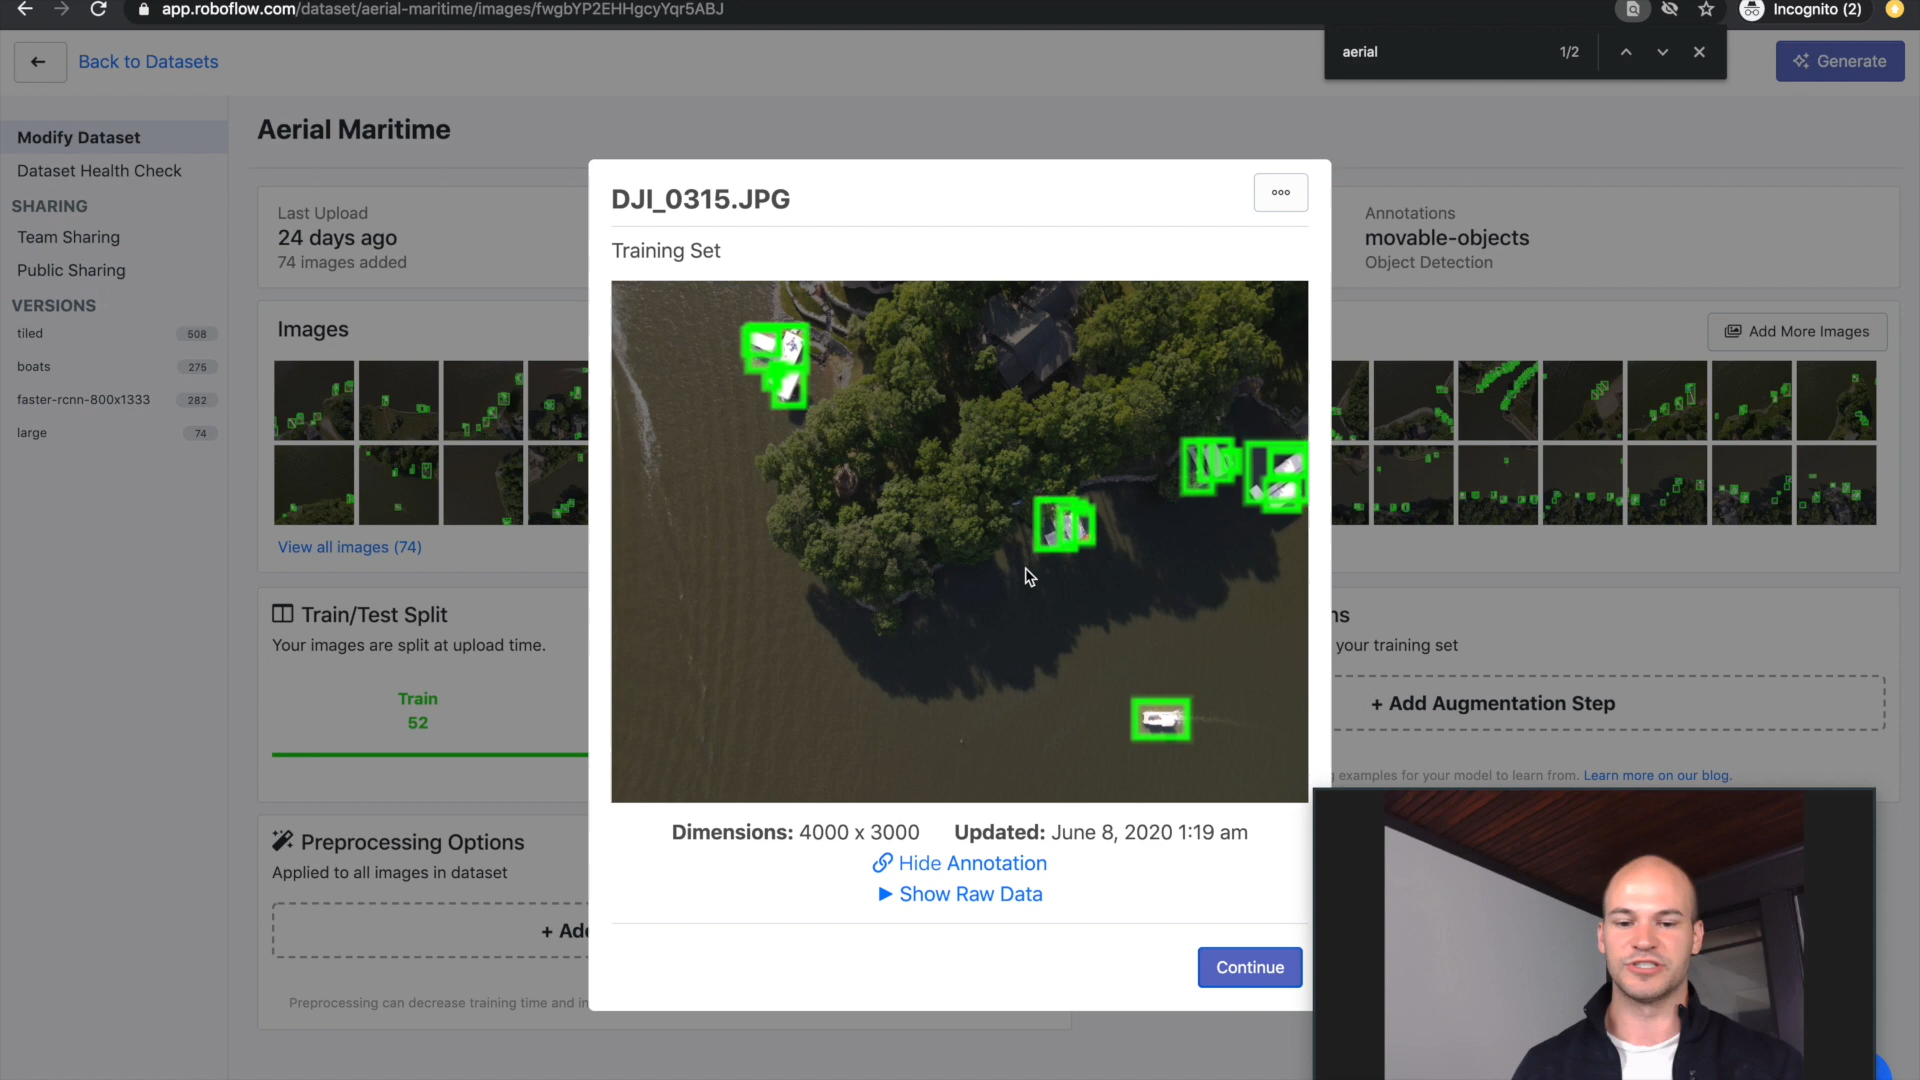 app.roboflow.com/dataset/aerial-maritime/images/fwgbYP2EHHgcyYqr5ABJ
Incognito (2)
aerial
1/2
Back to Datasets
Generate
Modify Dataset
Dataset Health Check
SHARING
Team Sharing
Public Sharing
VERSIONS
tiled 508
boats 275
faster-rcnn-800x1333 282
large 74
Aerial Maritime
Last Upload
24 days ago
74 images added
Annotations
movable-objects
Object Detection
Images
Add More Images
View all images (74)
Train/Test Split
Your images are split at upload time.
Train
52
your training set
+ Add Augmentation Step
examples for your model to learn from. Learn more on our blog.
Preprocessing Options
Applied to all images in dataset
Preprocessing can decrease training time and
DJI_0315.JPG
Training Set
Dimensions: 4000 x 3000 Updated: June 8, 2020 1:19 am
Hide Annotation
Show Raw Data
Continue